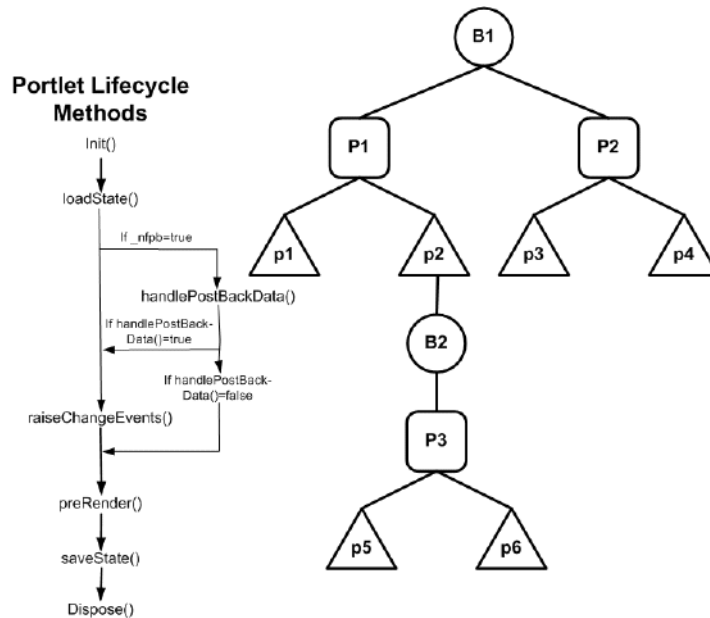 Portlet Lifecycle
Methods
Init()
loadState()
If _nfpb=true
handlePostBackData()
If handlePostBack-
Data()=true
If handlePostBack-
Data()=false
raiseChangeEvents()
preRender()
saveState()
Dispose()
B1
P1
P2
p1
p2
p3
p4
B2
P3
p5
p6